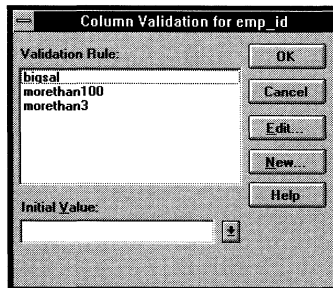 Column Validation for emp_id
Validation Rule:
bigsal
morethan100
morethan3
OK
Cancel
Edit...
New...
Help
Initial Value: